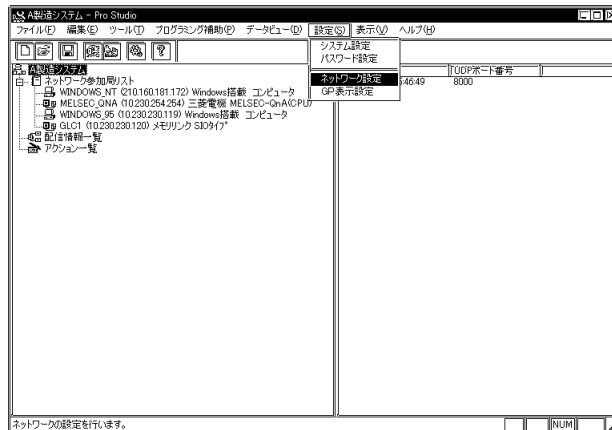 A製造システム - Pro Studio
ファイル(F) 編集(E) ツール(T) プログラミング補助(P) データビュー(D) 設定(S) 表示(V) ヘルプ(H)
システム設定
パスワード設定
ネットワーク設定
GP表示設定
A製造システム
ネットワーク参加局リスト
WINDOWS_NT (210.160.181.172) Windows搭載 コンピュータ
MELSEC_QNA (10.230.254.254) 三菱電機 MELSEC-QnA(CPU)
WINDOWS_95 (10.230.230.119) Windows搭載 コンピュータ
GLC1 (10.230.230.120) メモリリンク SIOタイプ
配信情報一覧
アクション一覧
UDPポート番号
5:46:49 8000
ネットワークの設定を行います。
NUM